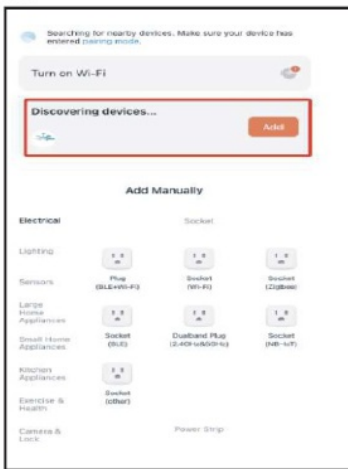 Searching for nearby devices. Make sure your device has
entered pairing mode.
Turn on Wi-Fi
Discovering devices...
Add
Add Manually
Electrical
Socket
Lighting
Sensors
Large
Home
Appliances
Small Home
Appliances
Kitchen
Appliances
Exercise &
Health
Camera &
Lock
Plug
(BLE+Wi-Fi)
Socket
(Wi-Fi)
Socket
(Zigbee)
Socket
(BLE)
Dualband Plug
(2.4GHz&5GHz)
Socket
(NB-IoT)
Socket
(other)
Power Strip